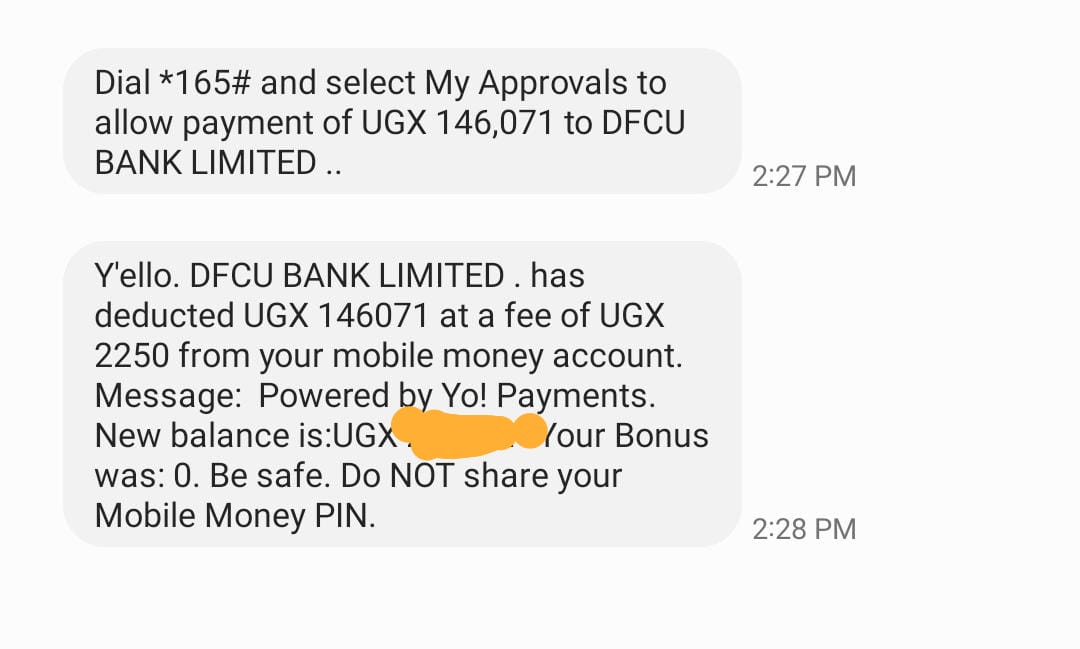 Dial *165# and select My Approvals to
allow payment of UGX 146,071 to DFCU
BANK LIMITED ..
2:27 PM
Y'ello. DFCU BANK LIMITED . has
deducted UGX 146071 at a fee of UGX
2250 from your mobile money account.
Message:  Powered by Yo! Payments.
New balance is:UGX Your Bonus
was: 0. Be safe. Do NOT share your
Mobile Money PIN.
2:28 PM